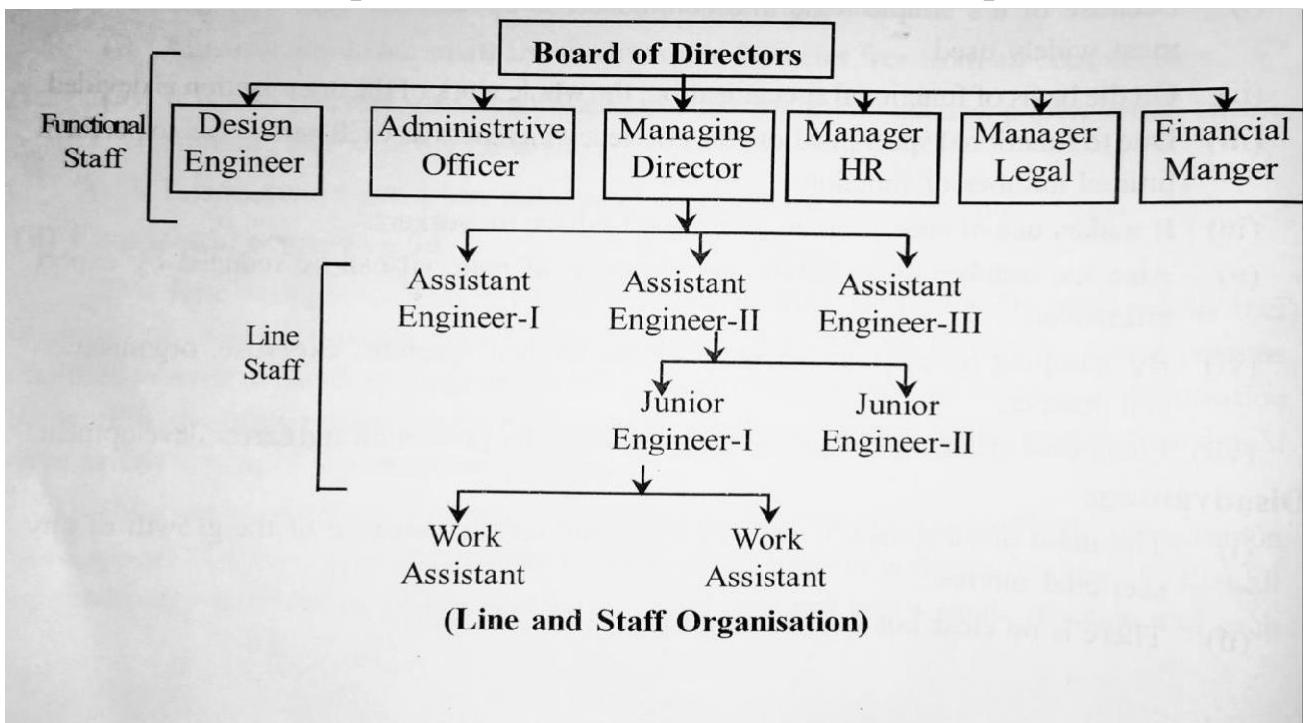 Board of Directors
Functional
Staff
Design
Engineer
Administrtive
Officer
Managing
Director
Manager
HR
Manager
Legal
Financial
Manger
Line
Staff
Assistant
Engineer-I
Assistant
Engineer-II
Assistant
Engineer-III
Junior
Engineer-I
Junior
Engineer-II
Work
Assistant
Work
Assistant
(Line and Staff Organisation)